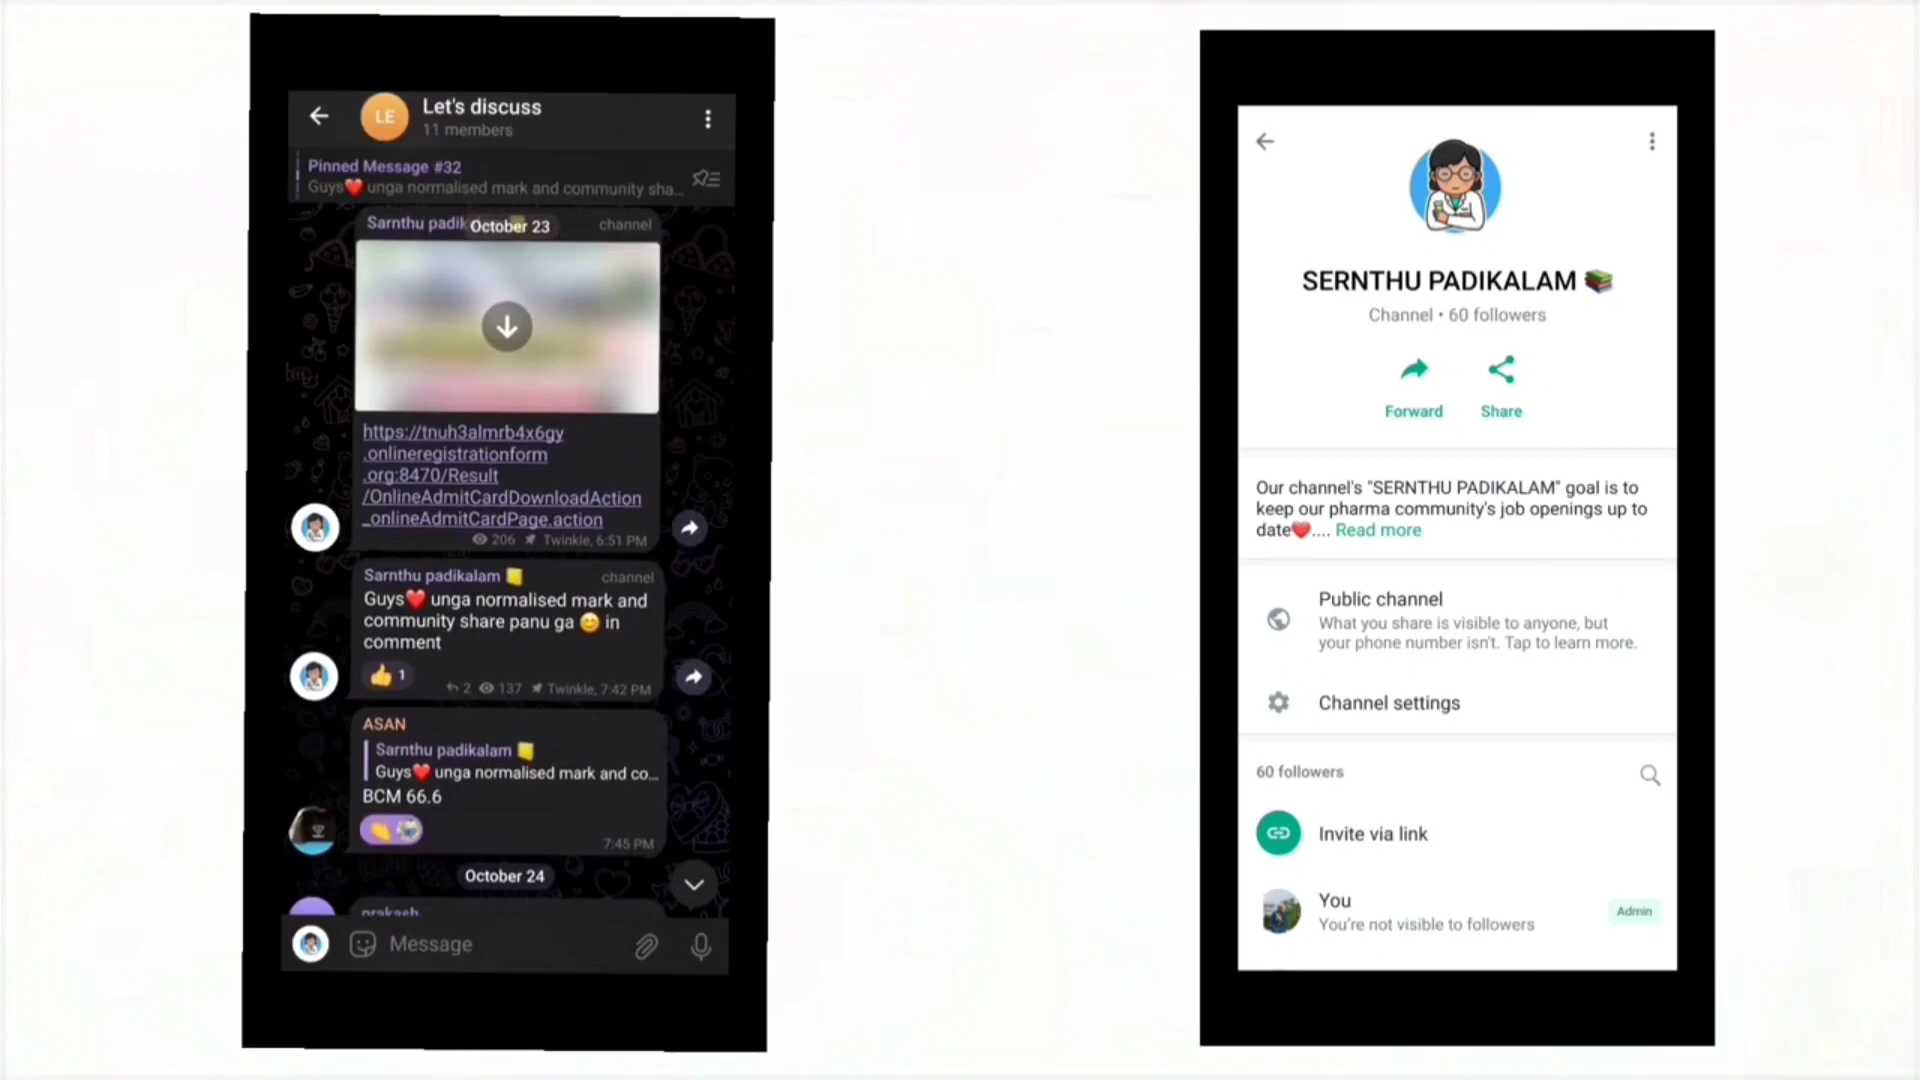 LE
Let's discuss
11 members
Pinned Message #32
Guys❤️ unga normalised mark and community sha...
Sarnthu padik
October 23
channel
https://tnuh3almrb4x6gy
.onlineregistrationform
.org:8470/Result
/OnlineAdmitCardDownloadAction
_onlineAdmitCardPage.action
206 Twinkle, 6:51 PM
Sarnthu padikalam 📒 channel
Guys❤️ unga normalised mark and
community share panu ga 😊 in
comment
👍 1
2 137 Twinkle, 7:42 PM
ASAN
Sarnthu padikalam 📒
Guys❤️ unga normalised mark and co...
BCM 66.6
7:45 PM
October 24
prakash
Message
SERNTHU PADIKALAM 📚
Channel • 60 followers
Forward Share
Our channel's "SERNTHU PADIKALAM" goal is to
keep our pharma community's job openings up to
date❤️.... Read more
Public channel
What you share is visible to anyone, but
your phone number isn't. Tap to learn more.
Channel settings
60 followers
Invite via link
You
You're not visible to followers
Admin